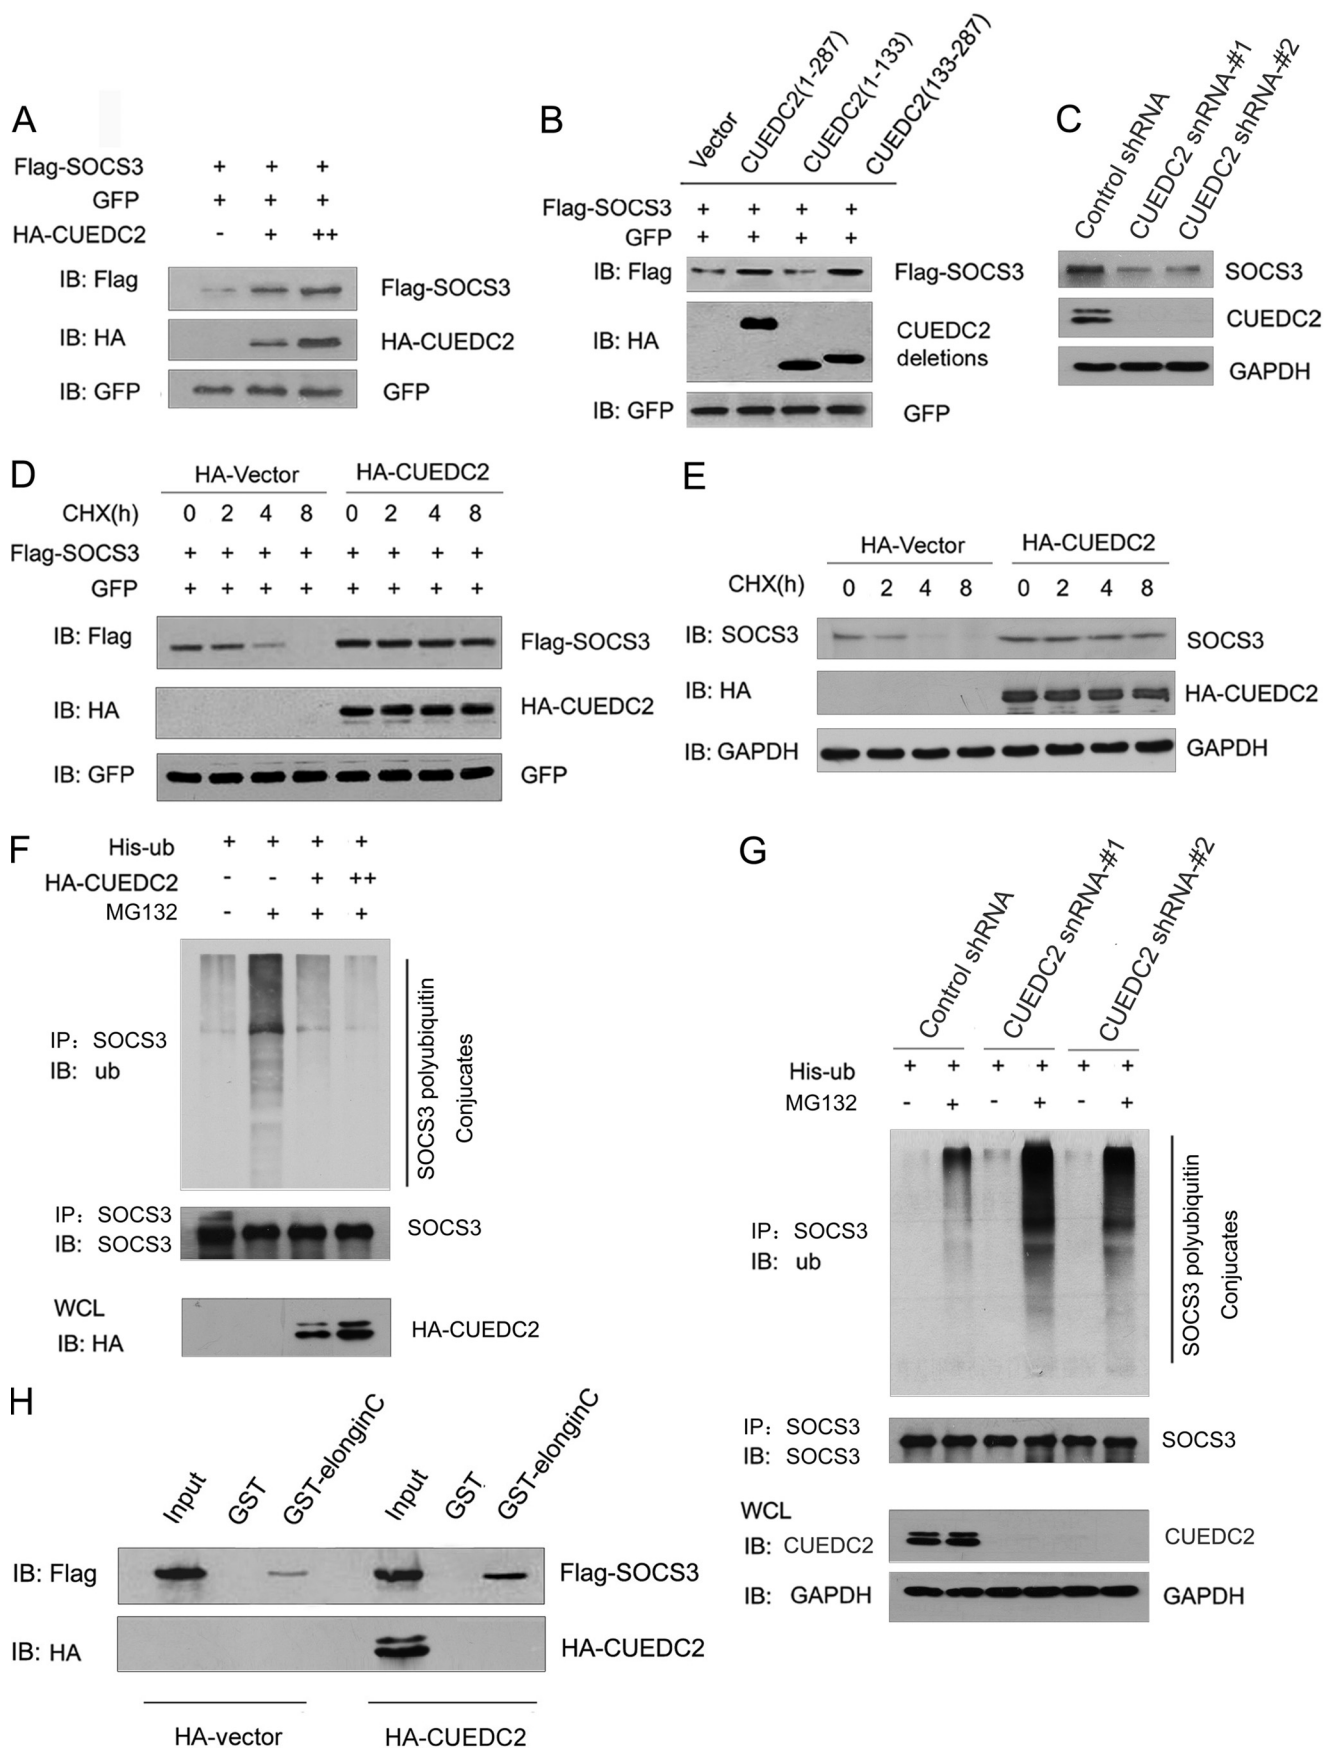 A
Flag-SOCS3 + + +
GFP + + +
HA-CUEDC2 - + ++
IB: Flag Flag-SOCS3
IB: HA HA-CUEDC2
IB: GFP GFP
B
Vector CUEDC2(1-287) CUEDC2(1-133) CUEDC2(133-287)
Flag-SOCS3 + + + +
GFP + + + +
IB: Flag Flag-SOCS3
IB: HA CUEDC2
deletions
IB: GFP GFP
C
Control shRNA CUEDC2 snRNA-#1 CUEDC2 shRNA-#2
SOCS3
CUEDC2
GAPDH
D
HA-Vector HA-CUEDC2
CHX(h) 0 2 4 8 0 2 4 8
Flag-SOCS3 + + + + + + + +
GFP + + + + + + + +
IB: Flag Flag-SOCS3
IB: HA HA-CUEDC2
IB: GFP GFP
E
HA-Vector HA-CUEDC2
CHX(h) 0 2 4 8 0 2 4 8
IB: SOCS3 SOCS3
IB: HA HA-CUEDC2
IB: GAPDH GAPDH
F
His-ub + + + +
HA-CUEDC2 - - + ++
MG132 - + + +
IP: SOCS3
IB: ub
SOCS3 polyubiquitin
Conjucates
IP: SOCS3
IB: SOCS3
SOCS3
WCL
IB: HA HA-CUEDC2
G
Control shRNA CUEDC2 snRNA-#1 CUEDC2 shRNA-#2
His-ub + + + + + +
MG132 - + - + - +
IP: SOCS3
IB: ub
SOCS3 polyubiquitin
Conjucates
IP: SOCS3
IB: SOCS3
SOCS3
WCL
IB: CUEDC2 CUEDC2
IB: GAPDH GAPDH
H
Input GST GST-elonginC Input GST GST-elonginC
IB: Flag Flag-SOCS3
IB: HA HA-CUEDC2
HA-vector HA-CUEDC2